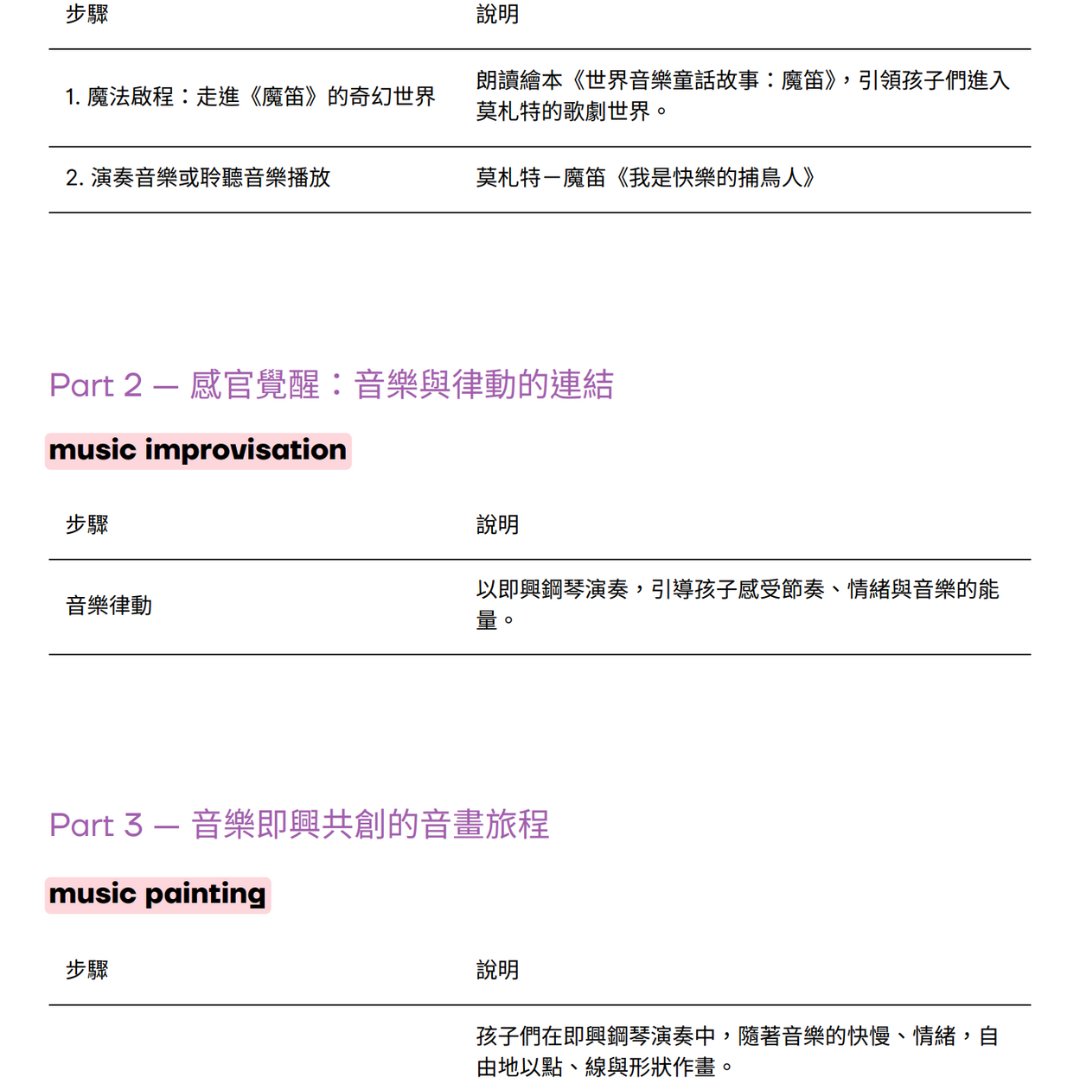 步驟
說明
1. 魔法啟程：走進《魔笛》的奇幻世界
朗讀繪本《世界音樂童話故事：魔笛》，引領孩子們進入
莫札特的歌劇世界。
2. 演奏音樂或聆聽音樂播放
莫札特－魔笛《我是快樂的捕鳥人》
Part 2 — 感官覺醒：音樂與律動的連結
music improvisation
步驟
說明
音樂律動
以即興鋼琴演奏，引導孩子感受節奏、情緒與音樂的能
量。
Part 3 — 音樂即興共創的音畫旅程
music painting
步驟
說明
孩子們在即興鋼琴演奏中，隨著音樂的快慢、情緒，自
由地以點、線與形狀作畫。